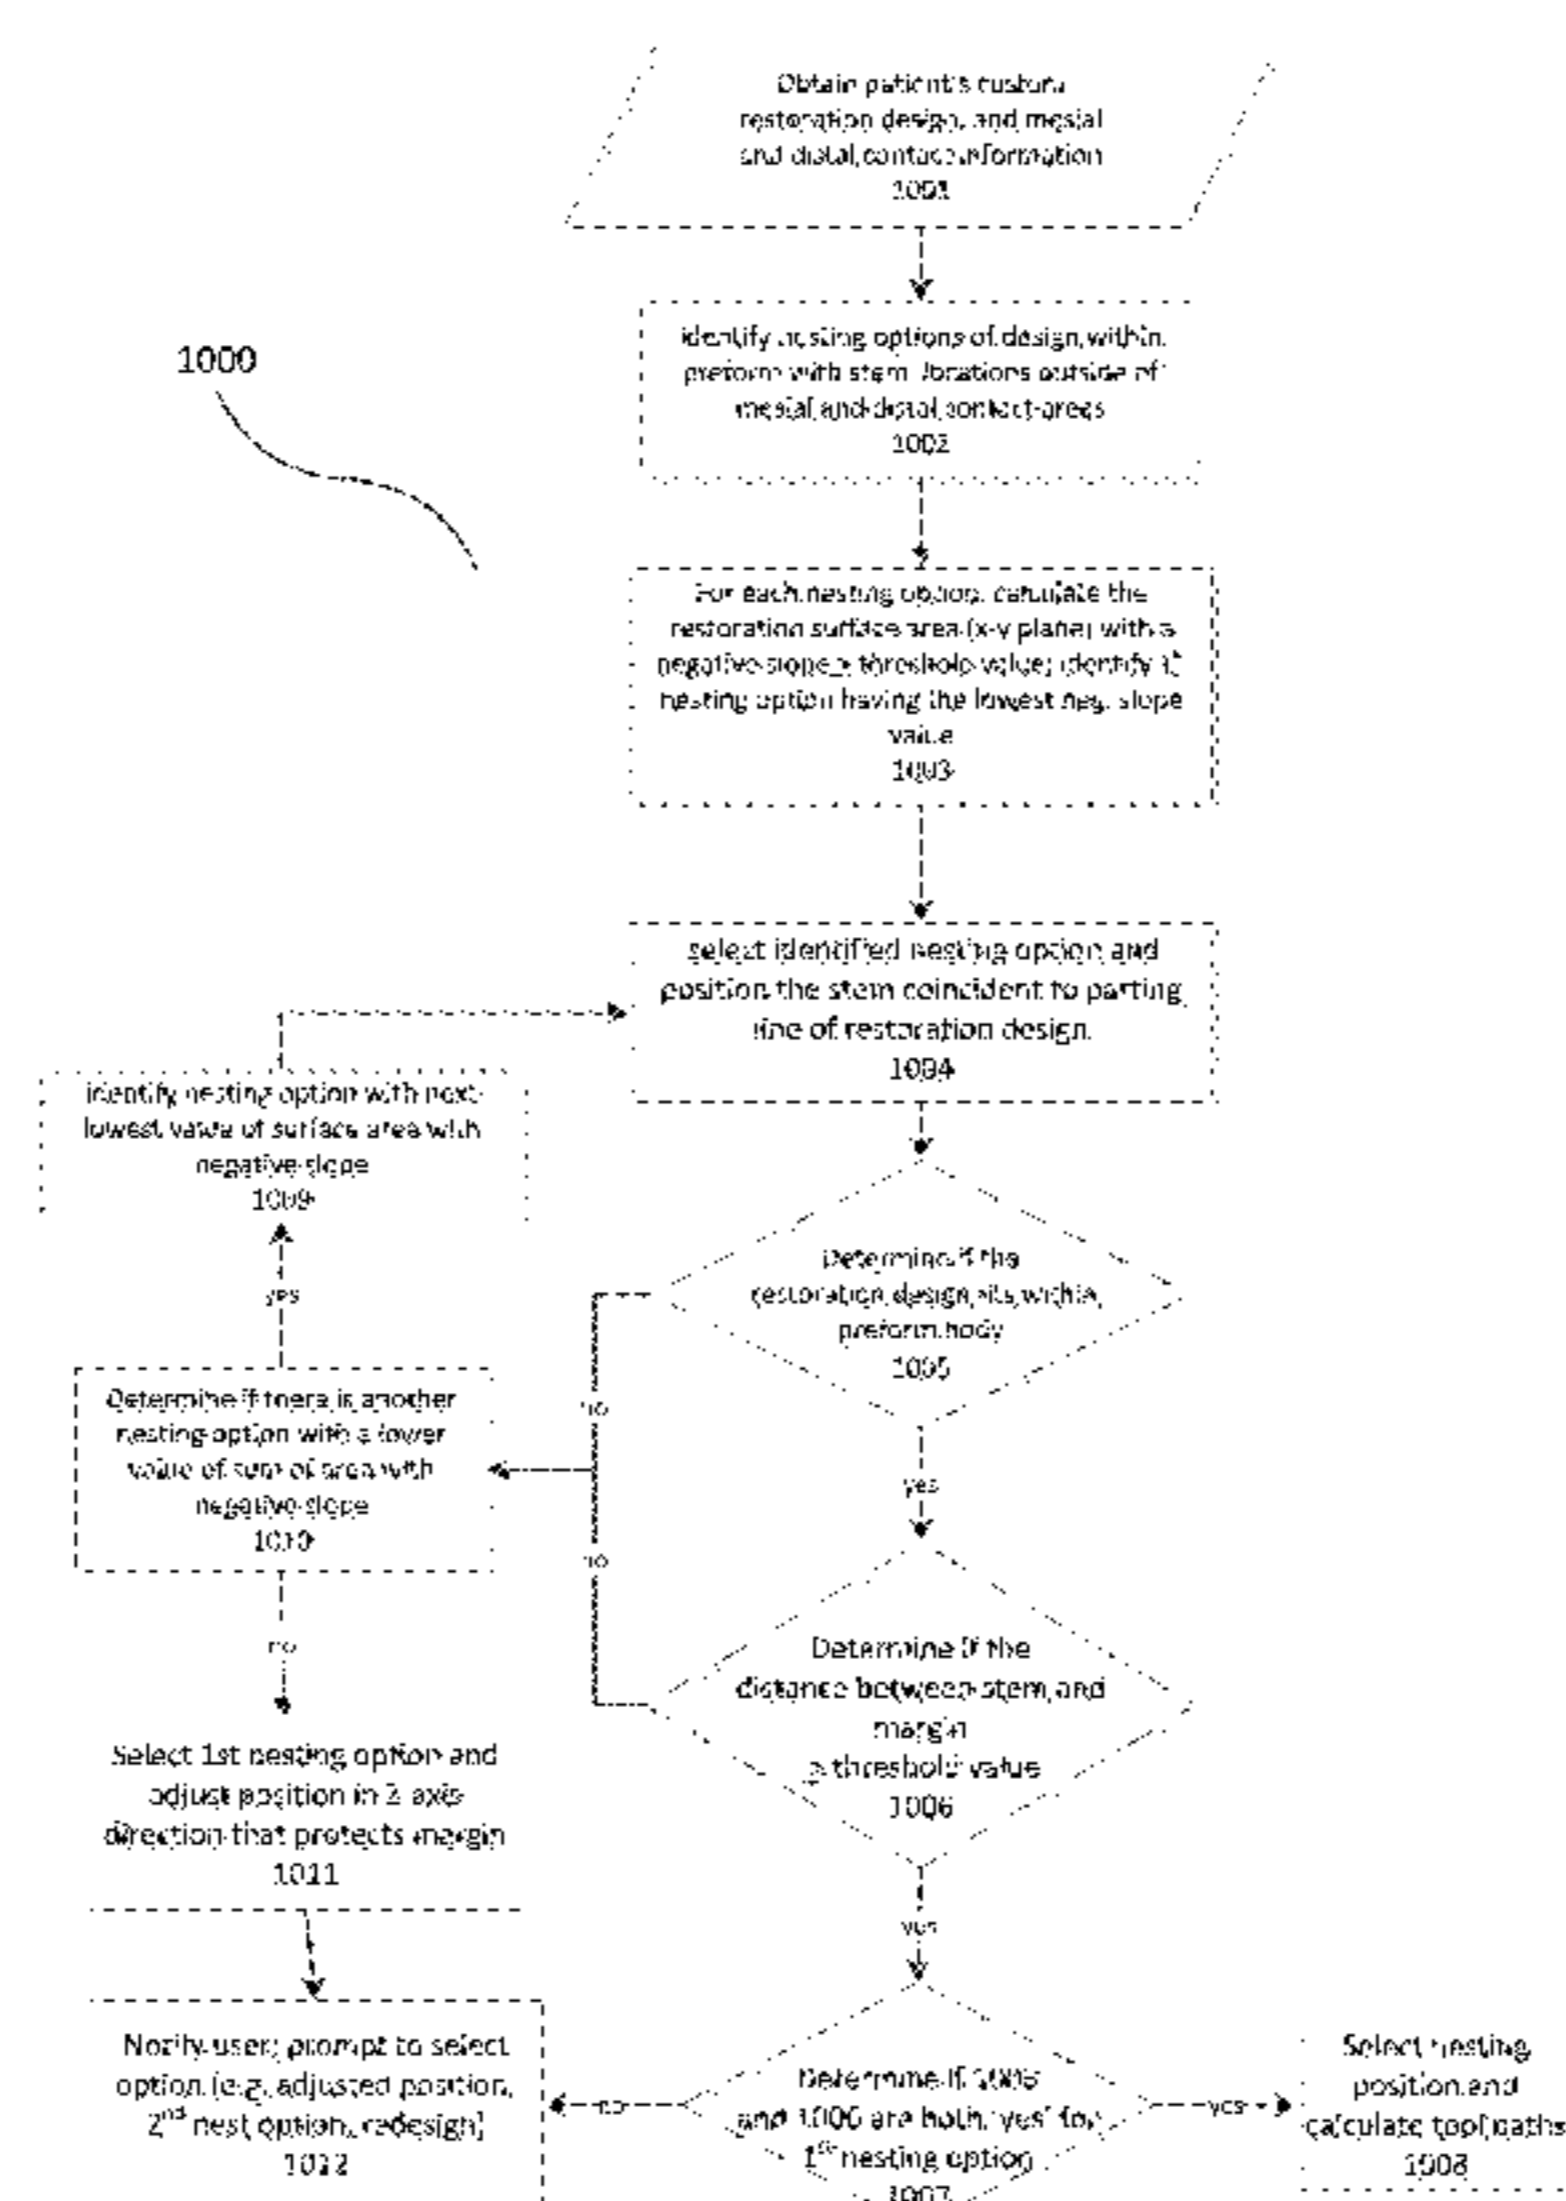 Obtain patient's custom
restoration design, and mesial
and distal contact information
1001
identify nesting options of design within
preform with stem locations outside of
mesial and distal contact areas
1002
1000
For each nesting option, calculate the
restoration surface area (x-y plane) with a
negative slope > threshold value; identify 1st
nesting option having the lowest neg. slope
value
1003
select identified nesting option and
position the stem coincident to parting
line of restoration design.
1004
identify nesting option with next
lowest value of surface area with
negative slope
1009
yes
Determine if the
restoration design fits within
preform body
1005
no
Determine if there is another
nesting option with a lower
value of sum of area with
negative slope
1010
yes
no
no
Determine if the
distance between stem and
margin
≥ threshold value
1006
Select 1st nesting option and
adjust position in Z axis
direction that protects margin
1011
yes
Notify user; prompt to select
option (e.g. adjusted position,
2nd nest option, redesign)
1012
no
Determine if 1005
and 1006 are both 'yes' for
1st nesting option
1007
yes
Select nesting
position and
calculate tool paths
1008